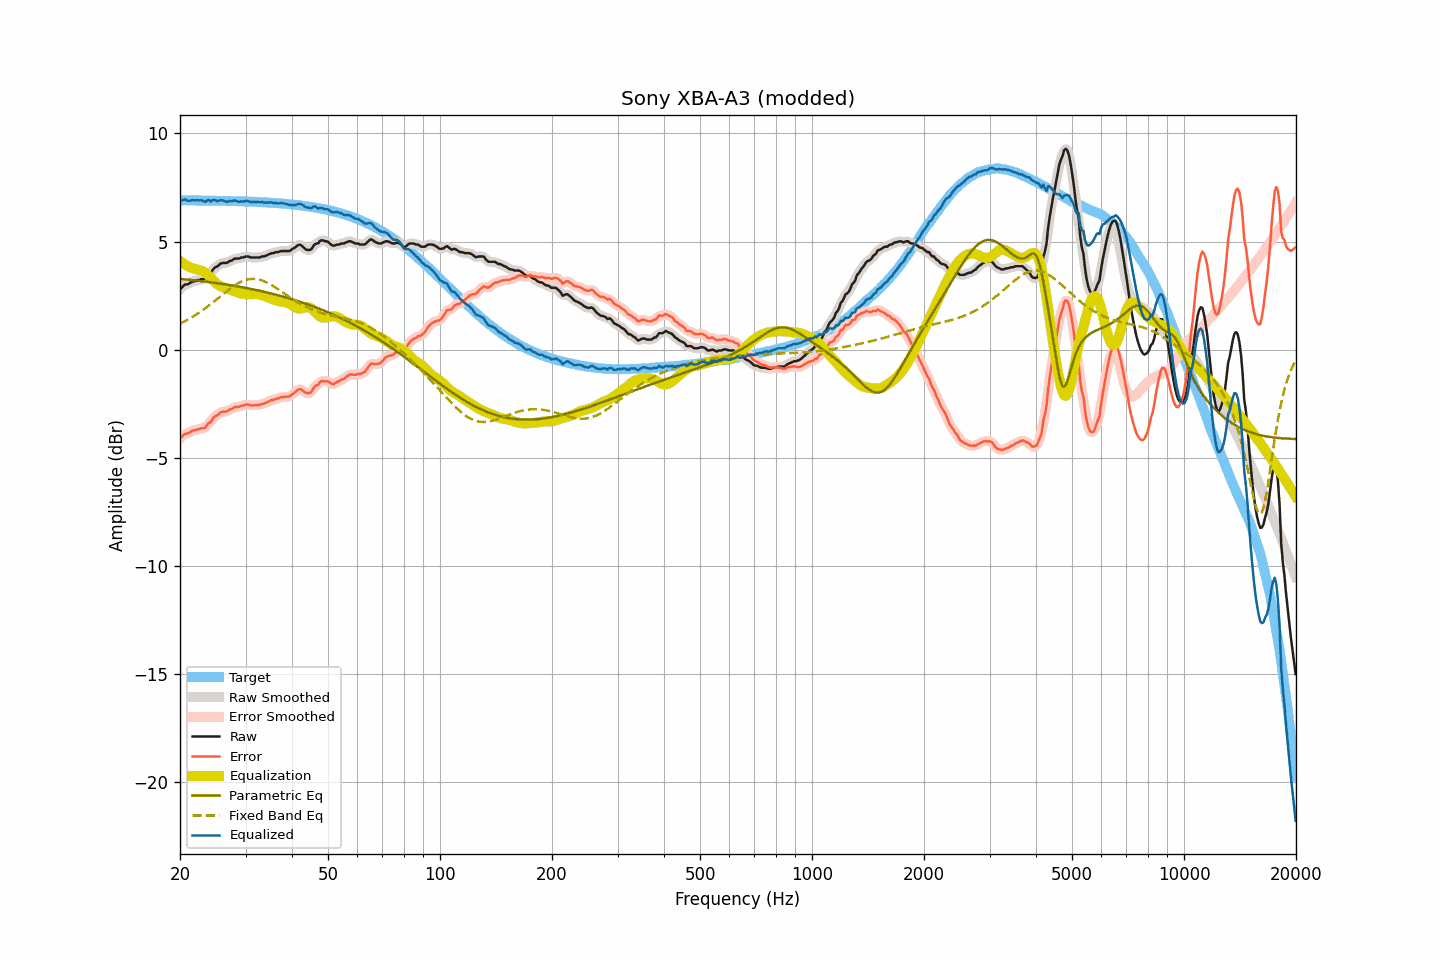 Sony XBA-A3 (modded)
10
5
0
−5
−10
−15
−20
Amplitude (dBr)
Target
Raw Smoothed
Error Smoothed
Raw
Error
Equalization
Parametric Eq
Fixed Band Eq
Equalized
20 50 100 200 500 1000 2000 5000 10000 20000
Frequency (Hz)